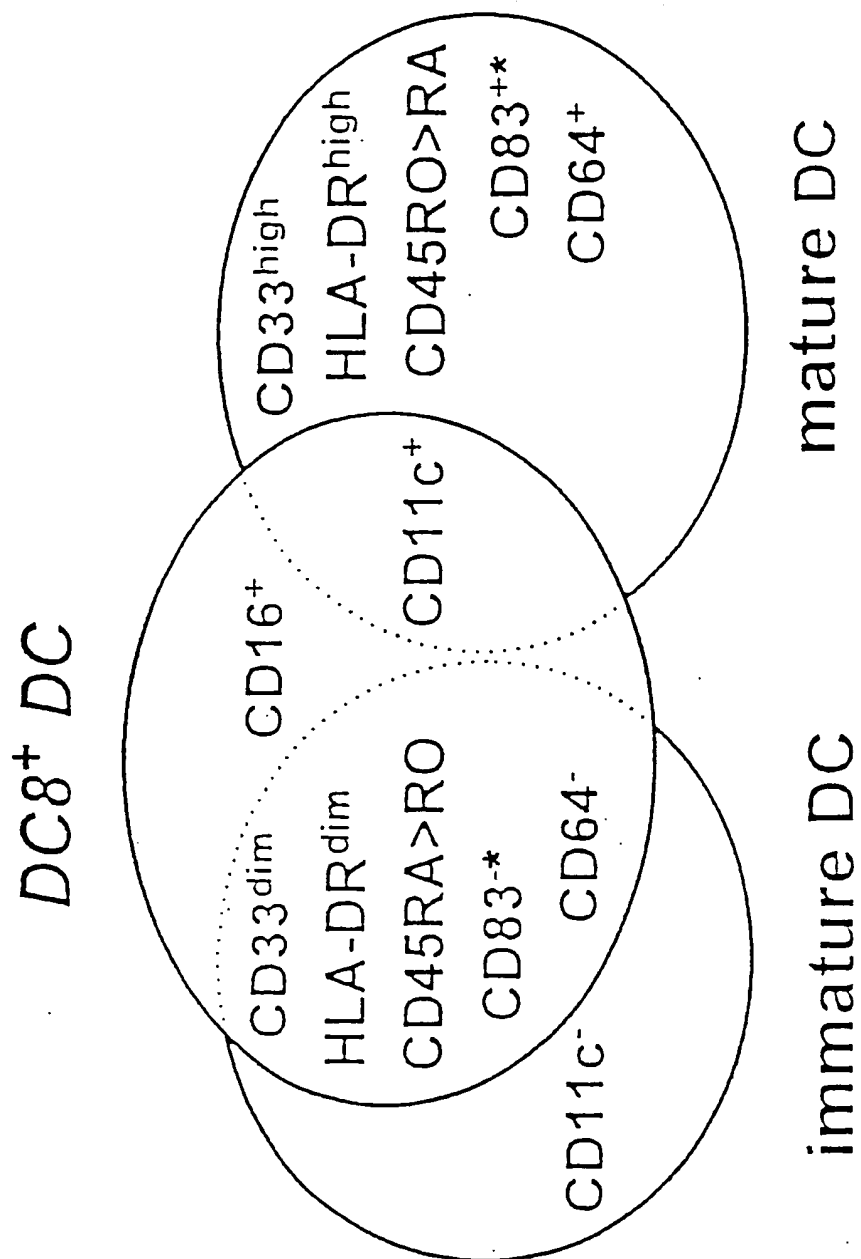 DC8⁺ DC
CD16⁺
CD33ᵈⁱᵐ
HLA-DRᵈⁱᵐ
CD45RA>RO
CD83⁻*
CD64⁻
CD11c⁺
CD33ʰⁱᵍʰ
HLA-DRʰⁱᵍʰ
CD45RO>RA
CD83⁺*
CD64⁺
CD11c⁻
immature DC
mature DC